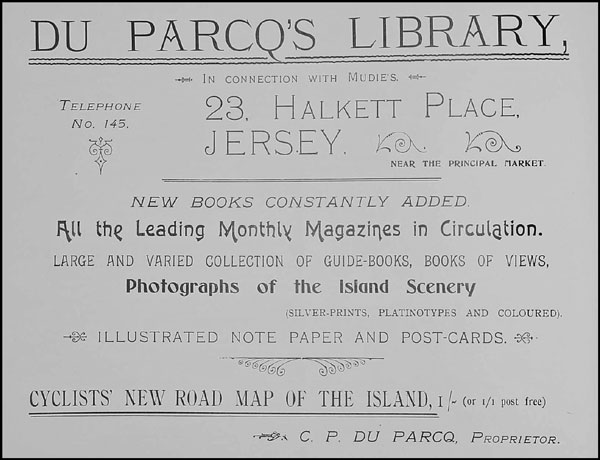 DU PARCQ'S LIBRARY,
IN CONNECTION WITH MUDIE'S.
TELEPHONE
No. 145.
23, HALKETT PLACE,
JERSEY.
NEAR THE PRINCIPAL MARKET.
NEW BOOKS CONSTANTLY ADDED.
All the Leading Monthly Magazines in Circulation.
LARGE AND VARIED COLLECTION OF GUIDE-BOOKS, BOOKS OF VIEWS,
Photographs of the Island Scenery
(SILVER-PRINTS, PLATINOTYPES AND COLOURED).
ILLUSTRATED NOTE PAPER AND POST-CARDS.
CYCLISTS' NEW ROAD MAP OF THE ISLAND, 1/- (or 1/1 post free)
C. P. DU PARCQ, PROPRIETOR.